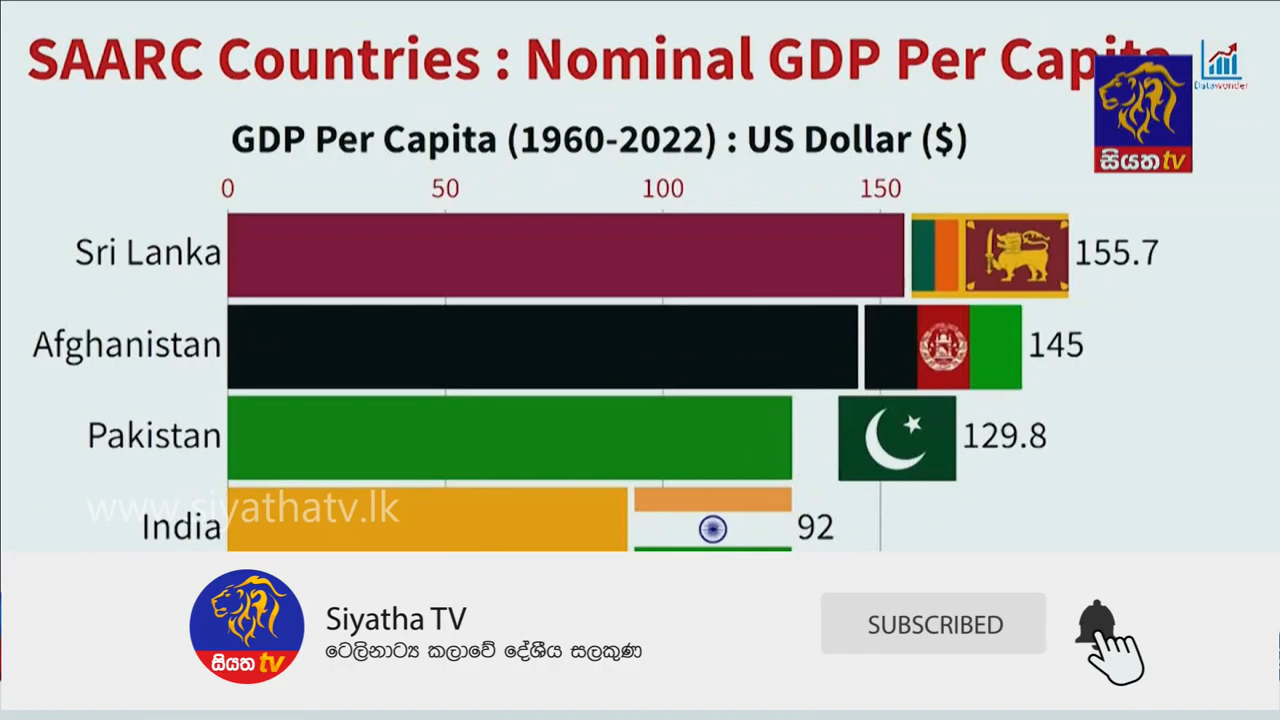 SAARC Countries : Nominal GDP Per Capita
Datawonder
සියත tv
GDP Per Capita (1960-2022) : US Dollar ($)
0 50 100 150
Sri Lanka 155.7
Afghanistan 145
Pakistan 129.8
www.siyathatv.lk
India 92
සියත tv
Siyatha TV
ටෙලිනාට්‍ය කලාවේ දේශීය සලකුණ
SUBSCRIBED